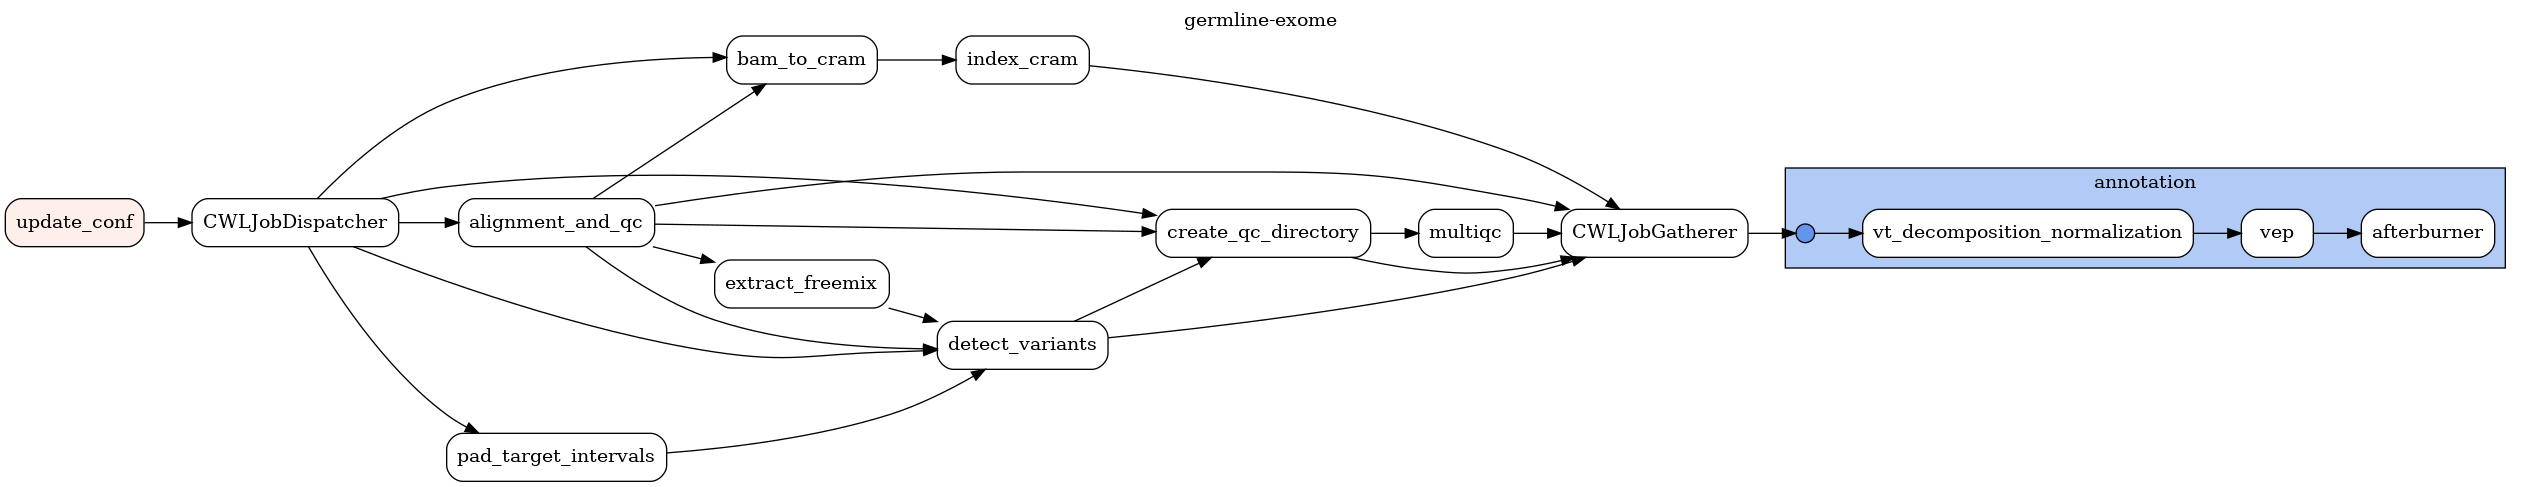 germline-exome
bam_to_cram
index_cram
update_conf
CWLJobDispatcher
alignment_and_qc
extract_freemix
detect_variants
pad_target_intervals
create_qc_directory
multiqc
CWLJobGatherer
annotation
vt_decomposition_normalization
vep
afterburner